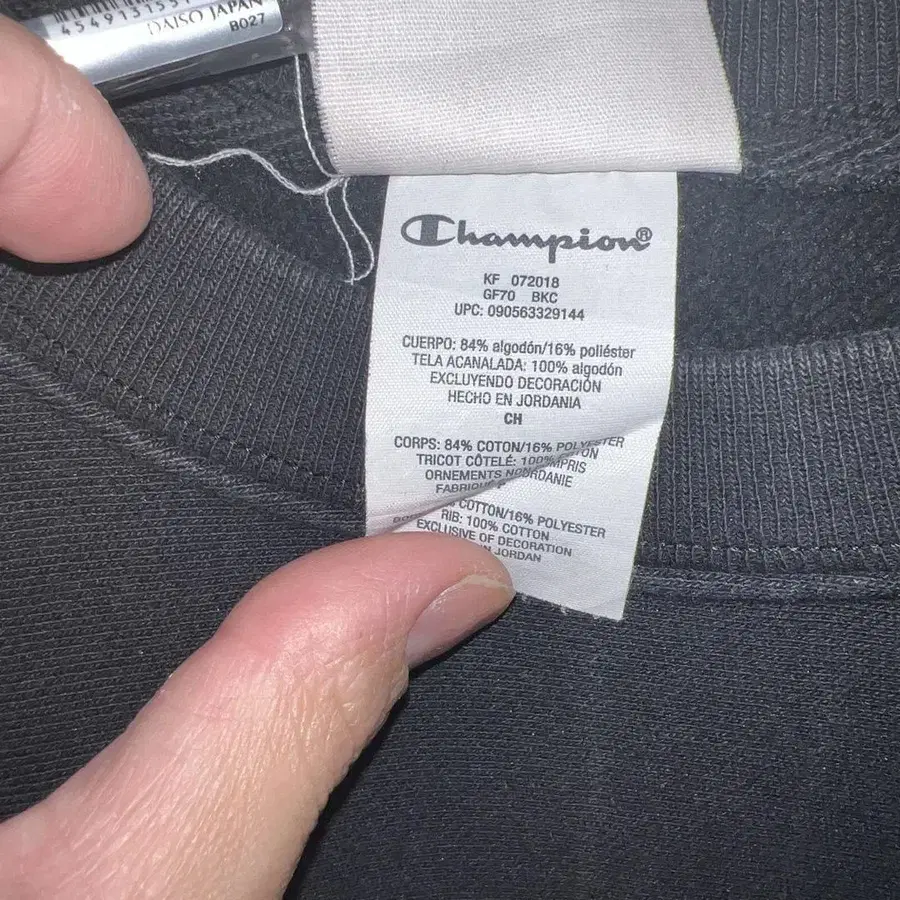 DAISO JAPAN
B027
Champion®
KF 072018
GF70 BKC
UPC: 090563329144
CUERPO: 84% algodón/16% poliéster
TELA ACANALADA: 100% algodón
EXCLUYENDO DECORACIÓN
HECHO EN JORDANIA
CH
CORPS: 84% COTON/16% POLYESTER
TRICOT CÔTELÉ: 100%
ORNEMENTS
COTTON/16% POLYESTER
RIB: 100% COTTON
EXCLUSIVE OF DECORATION
JORDAN